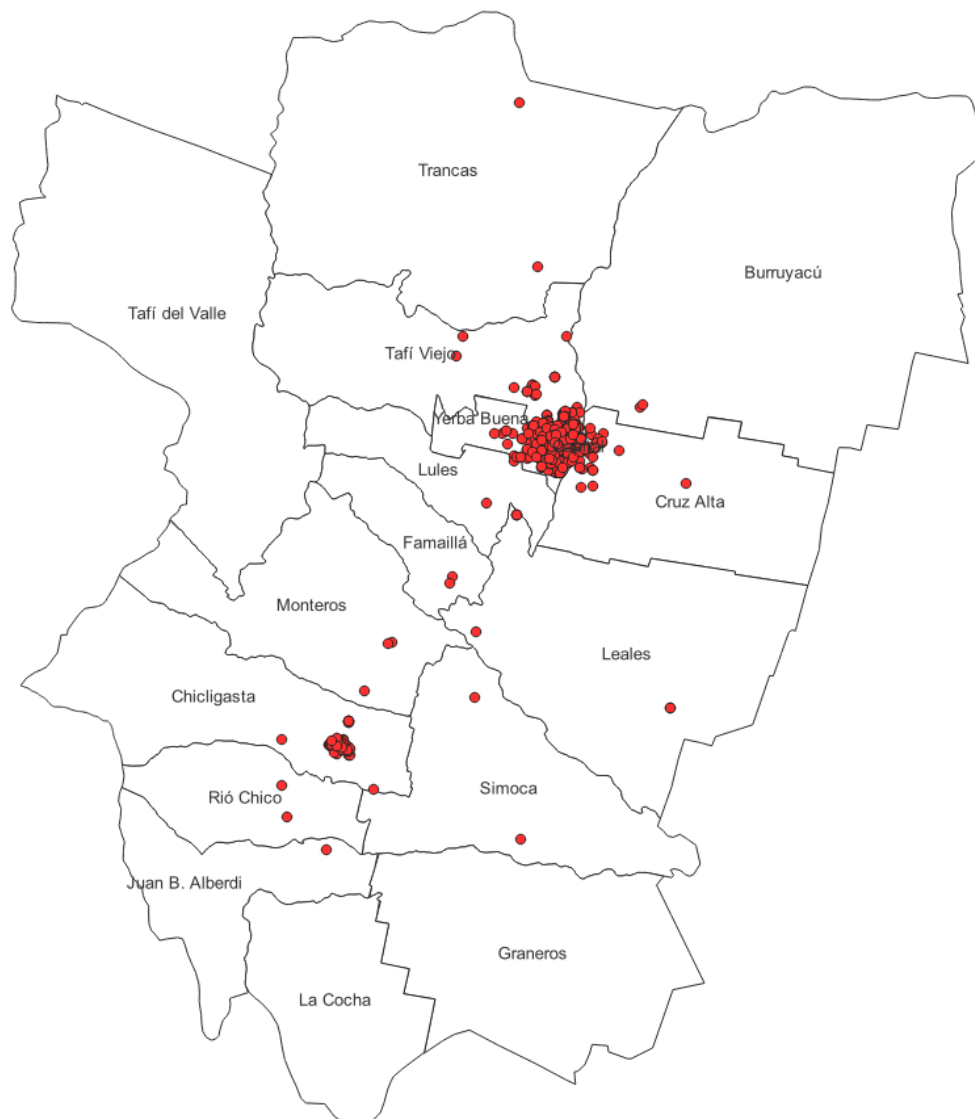 Trancas
Burruyacú
Tafí del Valle
Tafí Viejo
Yerba Buena
Lules
Cruz Alta
Famaillá
Monteros
Leales
Chicligasta
Simoca
Rió Chico
Juan B. Alberdi
Graneros
La Cocha